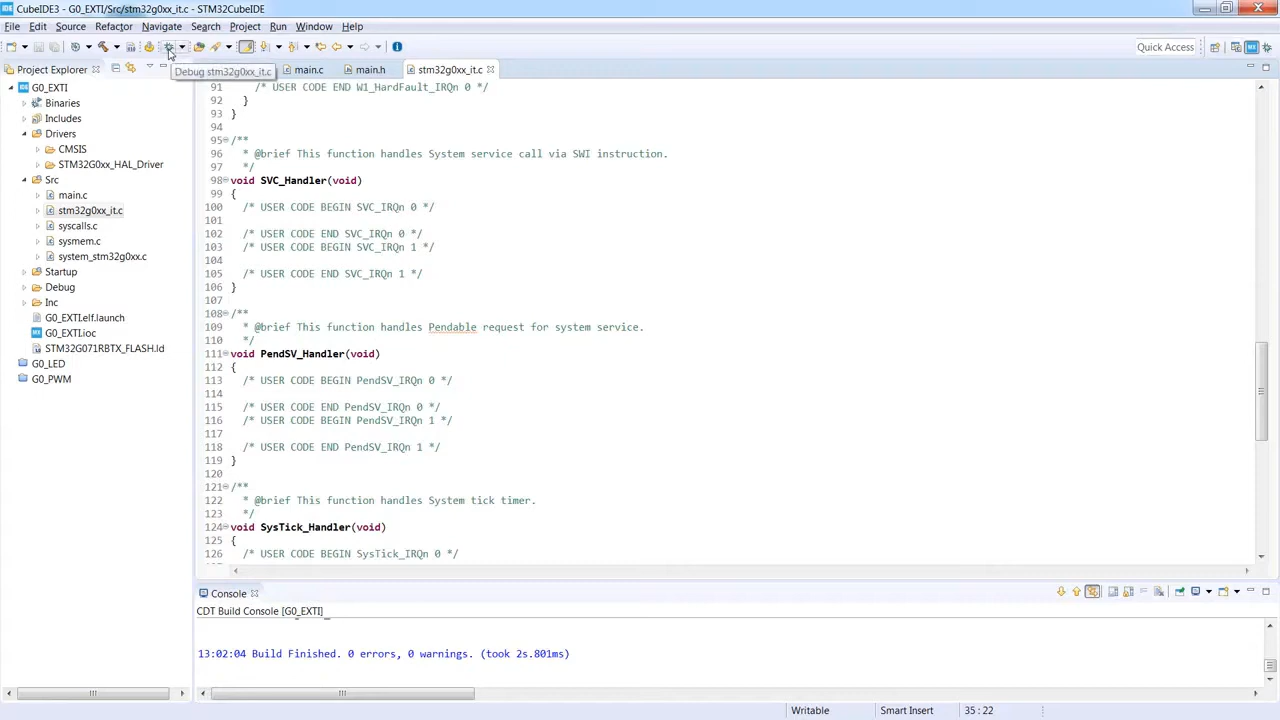 CubeIDE3 - G0_EXTI/Src/stm32g0xx_it.c - STM32CubeIDE
File Edit Source Refactor Navigate Search Project Run Window Help
Quick Access
Project Explorer
Debug stm32g0xx_it.c
main.c
main.h
stm32g0xx_it.c
G0_EXTI
Binaries
Includes
Drivers
CMSIS
STM32G0xx_HAL_Driver
Src
main.c
stm32g0xx_it.c
syscalls.c
sysmem.c
system_stm32g0xx.c
Startup
Debug
Inc
G0_EXTI.elf.launch
G0_EXTI.ioc
STM32G071RBTX_FLASH.ld
G0_LED
G0_PWM
91 /* USER CODE END W1_HardFault_IRQn 0 */
92 }
93 }
94
95 /**
96 * @brief This function handles System service call via SWI instruction.
97 */
98 void SVC_Handler(void)
99 {
100 /* USER CODE BEGIN SVC_IRQn 0 */
101
102 /* USER CODE END SVC_IRQn 0 */
103 /* USER CODE BEGIN SVC_IRQn 1 */
104
105 /* USER CODE END SVC_IRQn 1 */
106 }
107
108 /**
109 * @brief This function handles Pendable request for system service.
110 */
111 void PendSV_Handler(void)
112 {
113 /* USER CODE BEGIN PendSV_IRQn 0 */
114
115 /* USER CODE END PendSV_IRQn 0 */
116 /* USER CODE BEGIN PendSV_IRQn 1 */
117
118 /* USER CODE END PendSV_IRQn 1 */
119 }
120
121 /**
122 * @brief This function handles System tick timer.
123 */
124 void SysTick_Handler(void)
125 {
126 /* USER CODE BEGIN SysTick_IRQn 0 */
Console
CDT Build Console [G0_EXTI]
13:02:04 Build Finished. 0 errors, 0 warnings. (took 2s.801ms)
Writable
Smart Insert
35 : 22